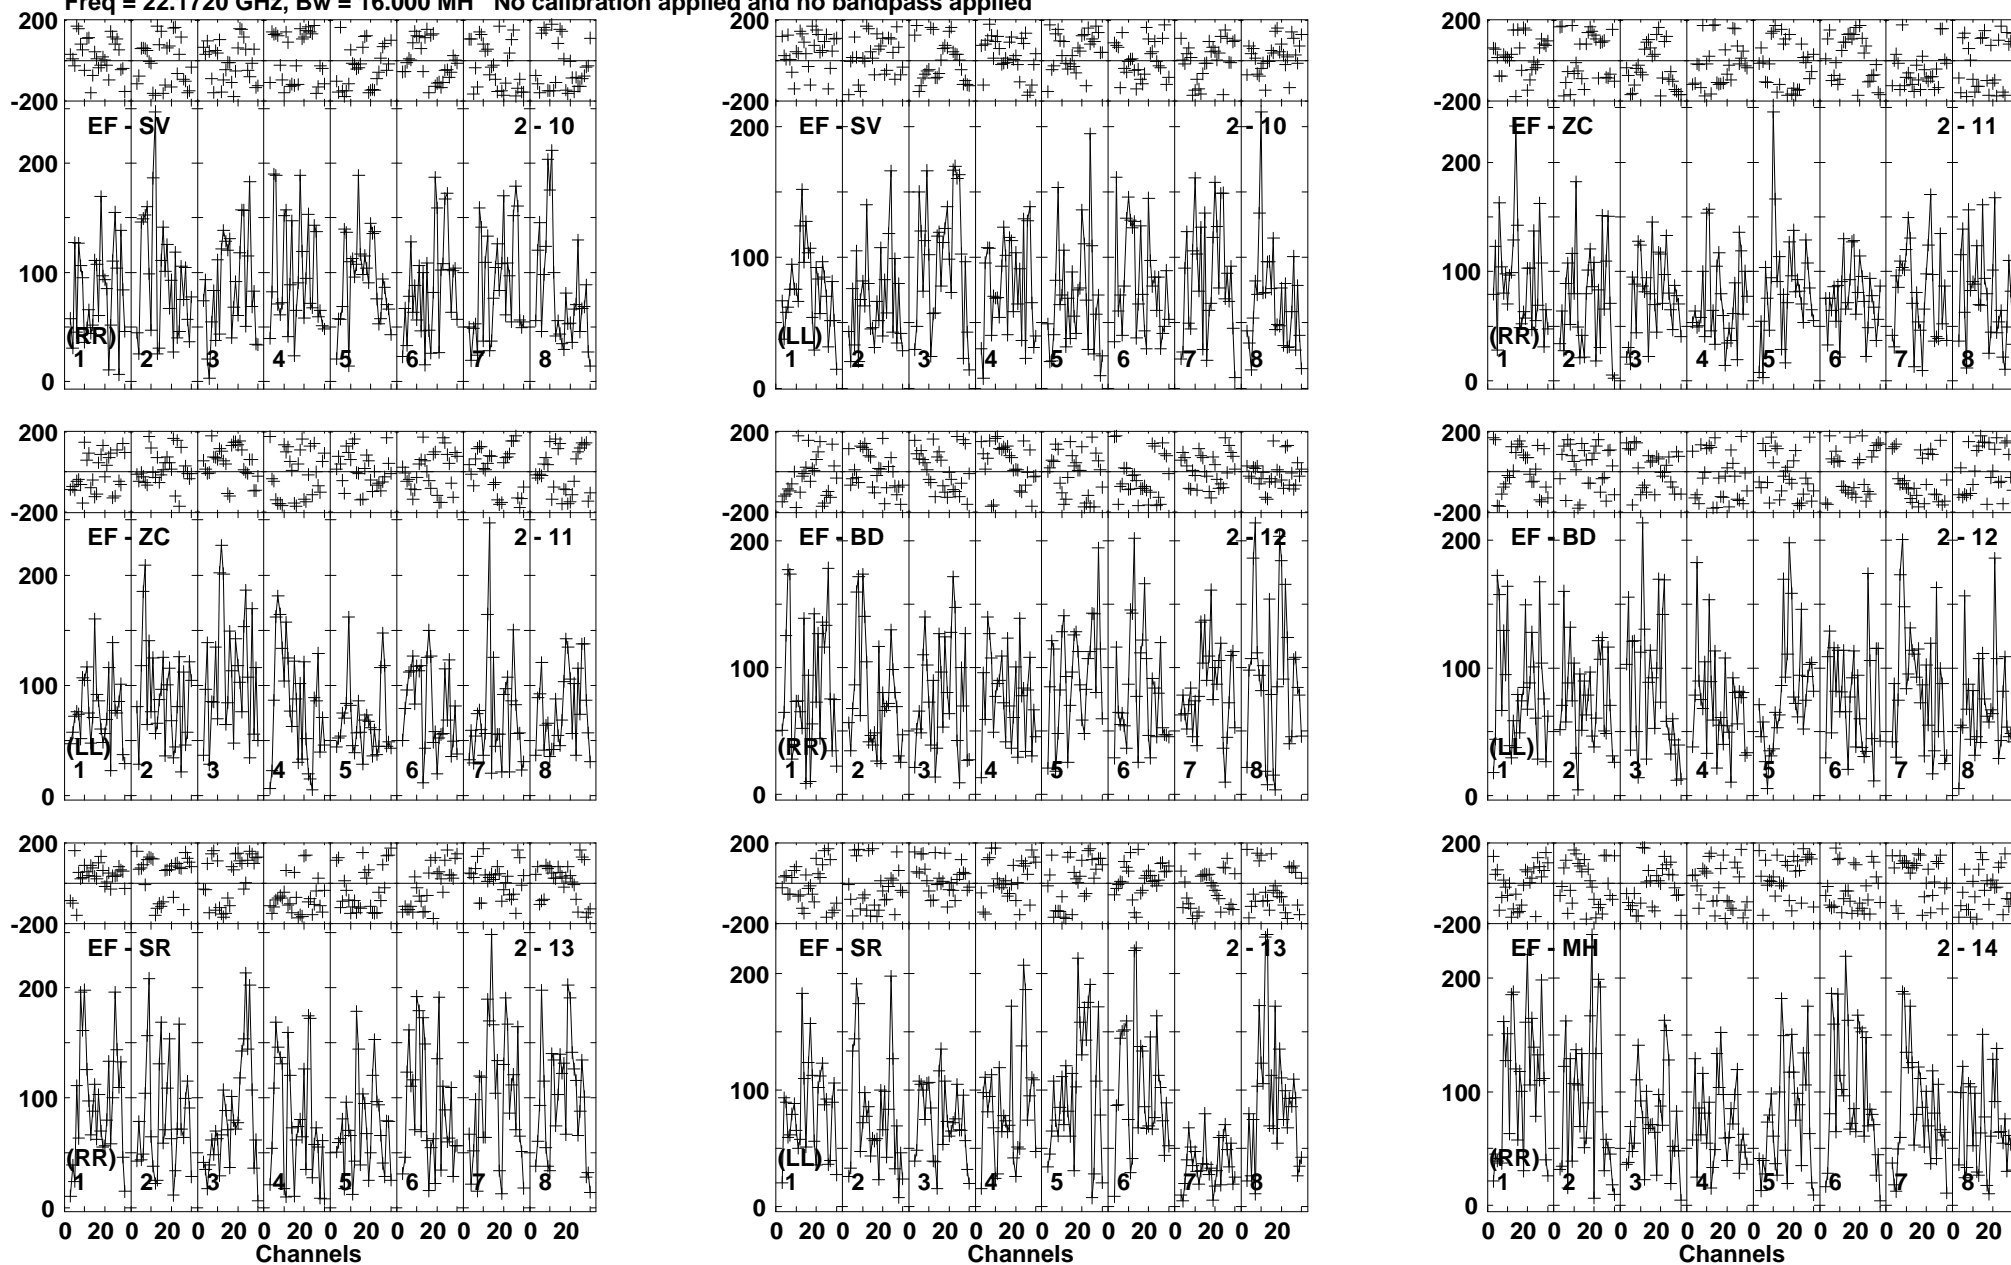 Freq = 22.1720 GHz, Bw = 16.000 MH No calibration applied and no bandpass applied
200 200 200
-200 -200 -200
EF - SV 2 - 10 EF - SV 2 - 10 EF - ZC 2 - 11
200 200 200
100 100 100
(RR) (LL) (RR)
1 2 3 4 5 6 7 8 1 2 3 4 5 6 7 8 1 2 3 4 5 6 7 8
0 0 0
200 200 200
-200 -200 -200
EF - ZC 2 - 11 EF - BD 2 - 12 EF - BD 2 - 12
200 200 200
100 100 100
(LL) (RR) (LL)
1 2 3 4 5 6 7 8 1 2 3 4 5 6 7 8 1 2 3 4 5 6 7 8
0 0 0
200 200 200
-200 -200 -200
EF - SR 2 - 13 EF - SR 2 - 13 EF - MH 2 - 14
200 200 200
100 100 100
(RR) (LL) (RR)
1 2 3 4 5 6 7 8 1 2 3 4 5 6 7 8 1 2 3 4 5 6 7 8
0 0 0
0 20 0 20 0 20 0 20 0 20 0 20 0 20 0 20 0 20 0 20 0 20 0 20 0 20 0 20 0 20 0 20 0 20 0 20 0 20 0 20 0 20 0 20 0 20 0 20
Channels Channels Channels